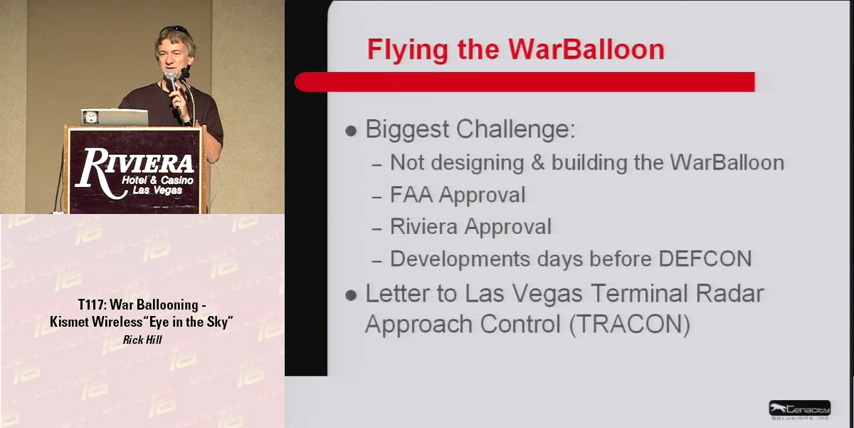 Flying the WarBalloon
Biggest Challenge:
– Not designing & building the WarBalloon
– FAA Approval
– Riviera Approval
– Developments days before DEFCON
Letter to Las Vegas Terminal Radar
Approach Control (TRACON)
RIVIERA
Hotel & Casino
Las Vegas
T117: War Ballooning -
Kismet Wireless“Eye in the Sky”
Rick Hill
Tenacity
SOLUTIONS INC
DEFCON 16